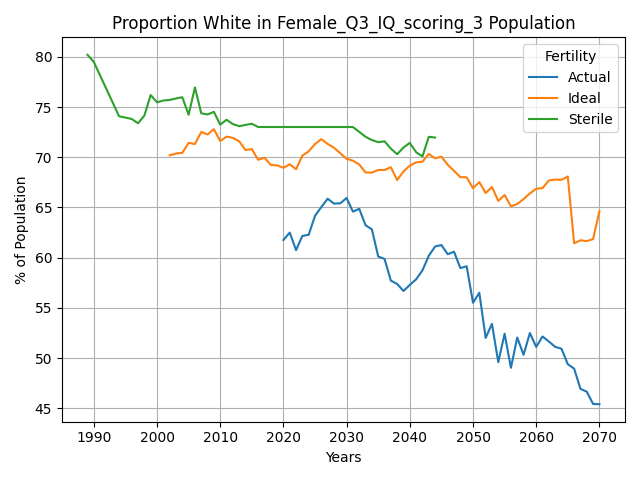 Proportion White in Female_Q3_IQ_scoring_3 Population
Fertility
Actual
Ideal
Sterile
% of Population
80
75
70
65
60
55
50
45
1990 2000 2010 2020 2030 2040 2050 2060 2070
Years